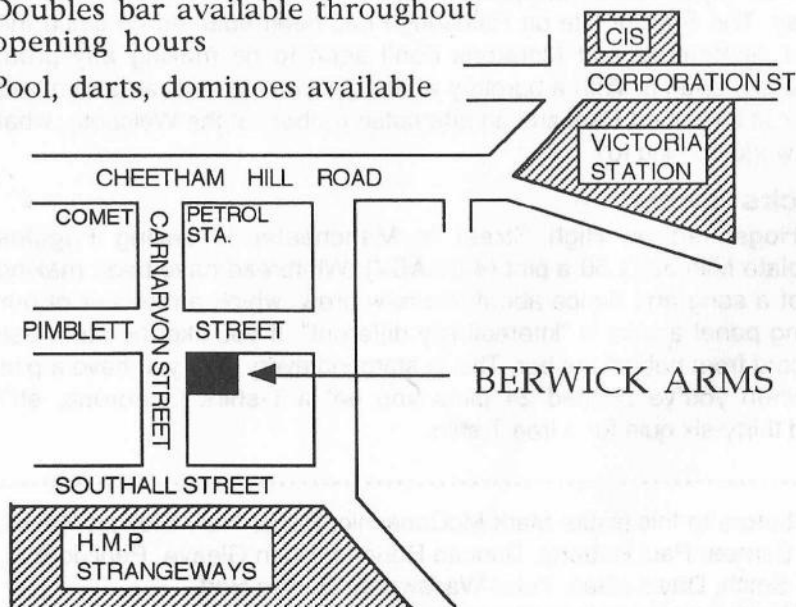 Doubles bar available throughout
opening hours
Pool, darts, dominoes available
CIS
CORPORATION ST
VICTORIA
STATION
CHEETHAM HILL ROAD
COMET
PETROL
STA.
CARNARVON STREET
PIMBLETT STREET
BERWICK ARMS
SOUTHALL STREET
H.M.P.
STRANGEWAYS